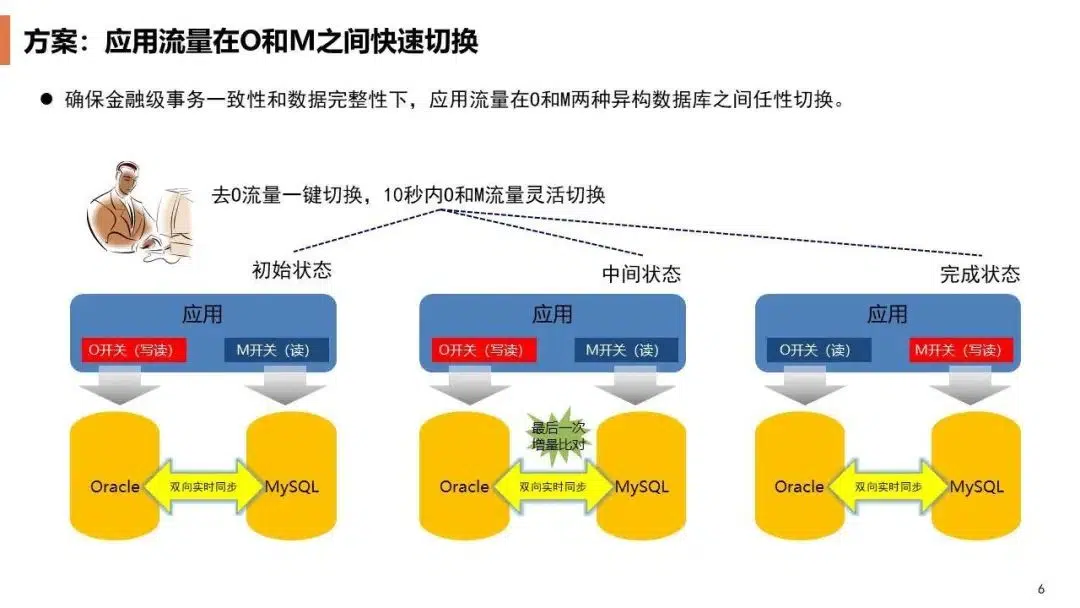 方案：应用流量在O和M之间快速切换
● 确保金融级事务一致性和数据完整性下，应用流量在O和M两种异构数据库之间任性切换。
去O流量一键切换，10秒内O和M流量灵活切换
初始状态
中间状态
完成状态
应用
O开关（写读）
M开关（读）
应用
O开关（写读）
M开关（读）
应用
O开关（读）
M开关（写读）
最后一次
增量比对
Oracle
双向实时同步
MySQL
Oracle
双向实时同步
MySQL
Oracle
双向实时同步
MySQL
6